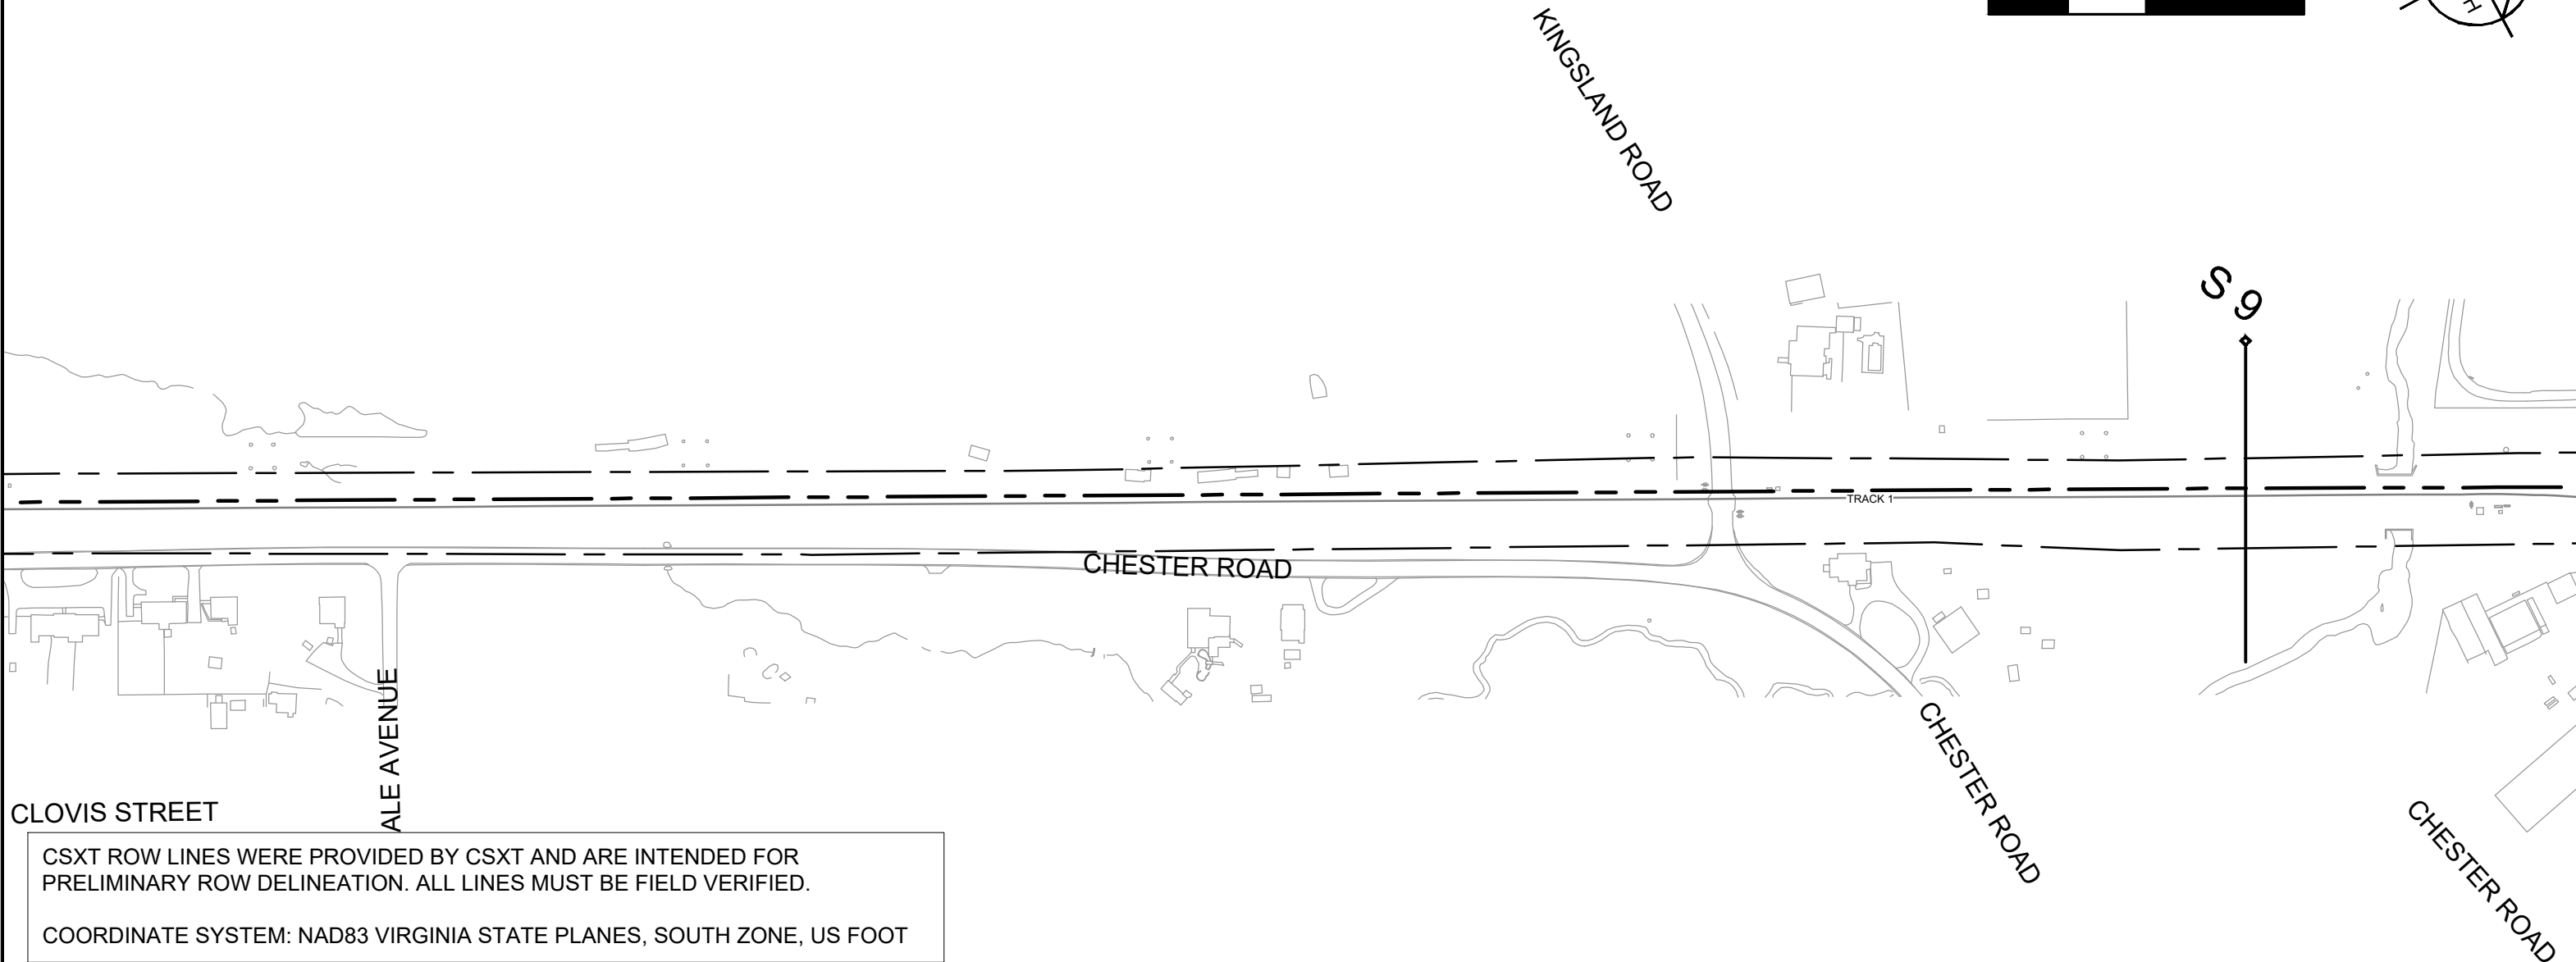 KINGSLAND ROAD
S 9
TRACK 1
CHESTER ROAD
ALE AVENUE
CHESTER ROAD
CLOVIS STREET
CHESTER ROAD
CSXT ROW LINES WERE PROVIDED BY CSXT AND ARE INTENDED FOR
PRELIMINARY ROW DELINEATION. ALL LINES MUST BE FIELD VERIFIED.
COORDINATE SYSTEM: NAD83 VIRGINIA STATE PLANES, SOUTH ZONE, US FOOT